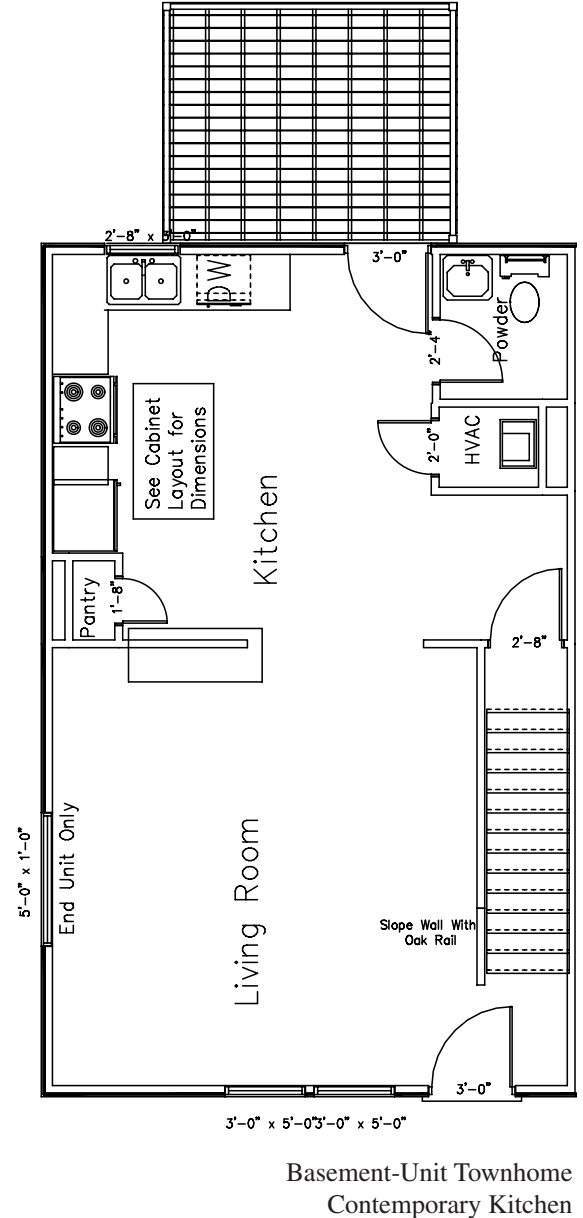 2'-8" x 3'-0"
3'-0"
DW
Powder
2'-4"
See Cabinet
Layout for
Dimensions
HVAC
2'-0"
Kitchen
Pantry
1'-8"
2'-8"
5'-0" x 1'-0"
End Unit Only
Living Room
Slope Wall With
Oak Rail
3'-0"
3'-0" x 5'-0"
3'-0" x 5'-0"
Basement-Unit Townhome
Contemporary Kitchen